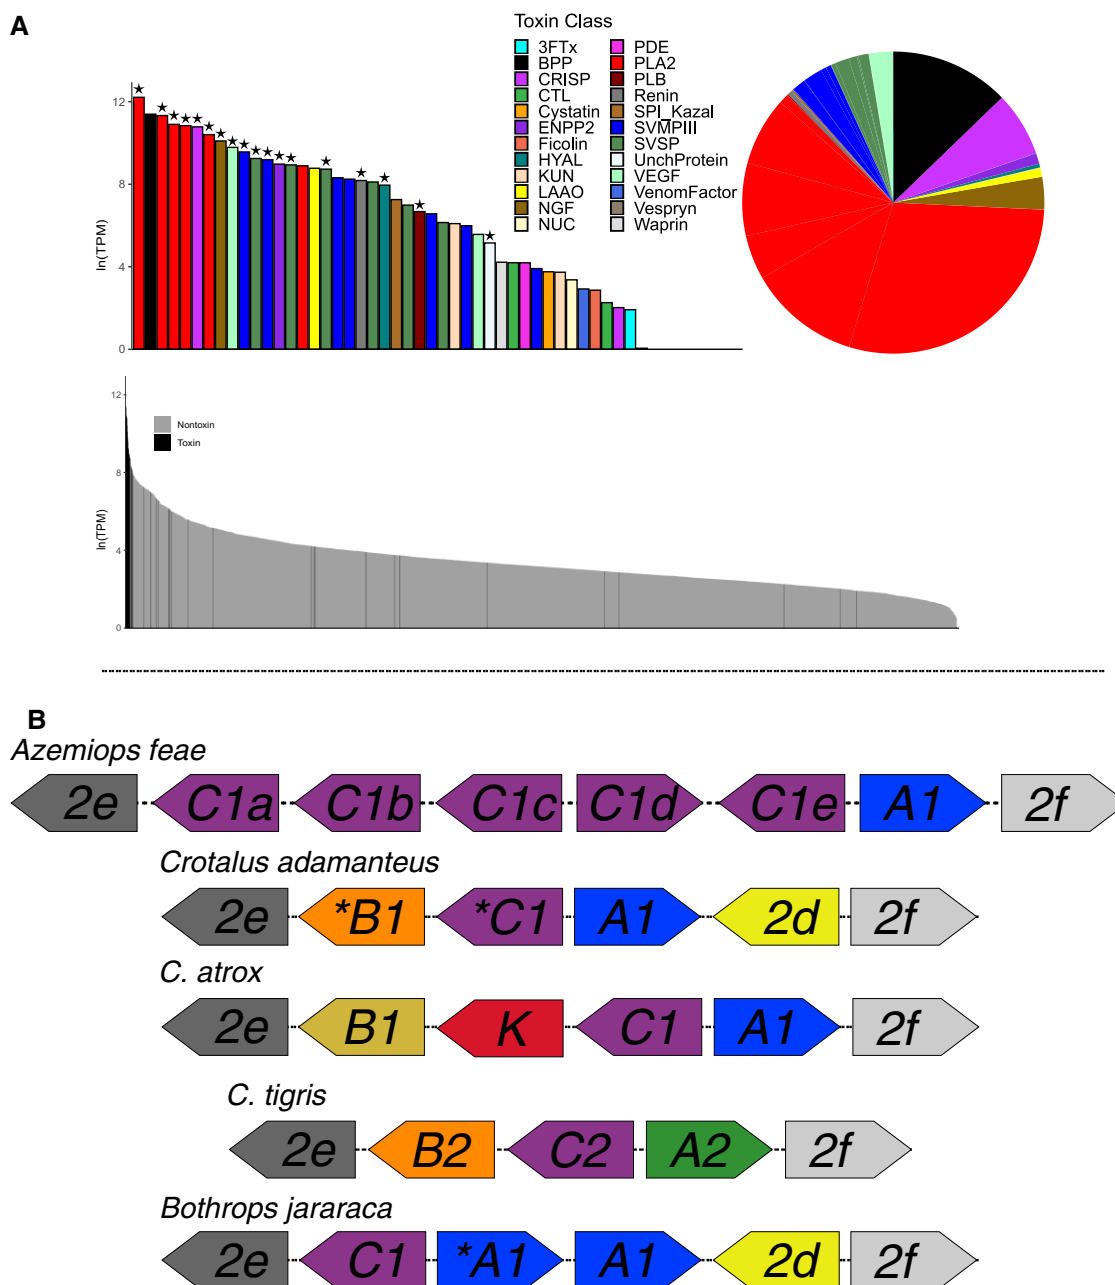 A
Toxin Class
3FTx
BPP
CRISP
CTL
Cystatin
ENPP2
Ficolin
HYAL
KUN
LAAO
NGF
NUC
PDE
PLA2
PLB
Renin
SPI_Kazal
SVMPIII
SVSP
UnchProtein
VEGF
VenomFactor
Vespryn
Waprin
12
8
4
0
ln(TPM)
12
8
4
0
ln(TPM)
Nontoxin
Toxin
B
Azemiops feae
2e C1a C1b C1c C1d C1e A1 2f
Crotalus adamanteus
2e *B1 *C1 A1 2d 2f
C. atrox
2e B1 K C1 A1 2f
C. tigris
2e B2 C2 A2 2f
Bothrops jararaca
2e C1 *A1 A1 2d 2f